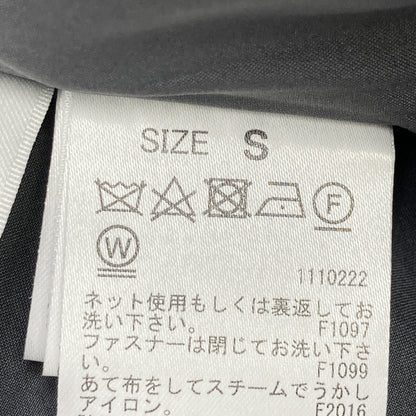 SIZE S
F
W
1110222
ネット使用もしくは裏返してお
洗い下さい。 F1097
ファスナーは閉じてお洗い下さ
い。 F1099
あて布をしてスチームでうかし
アイロン。 F2016